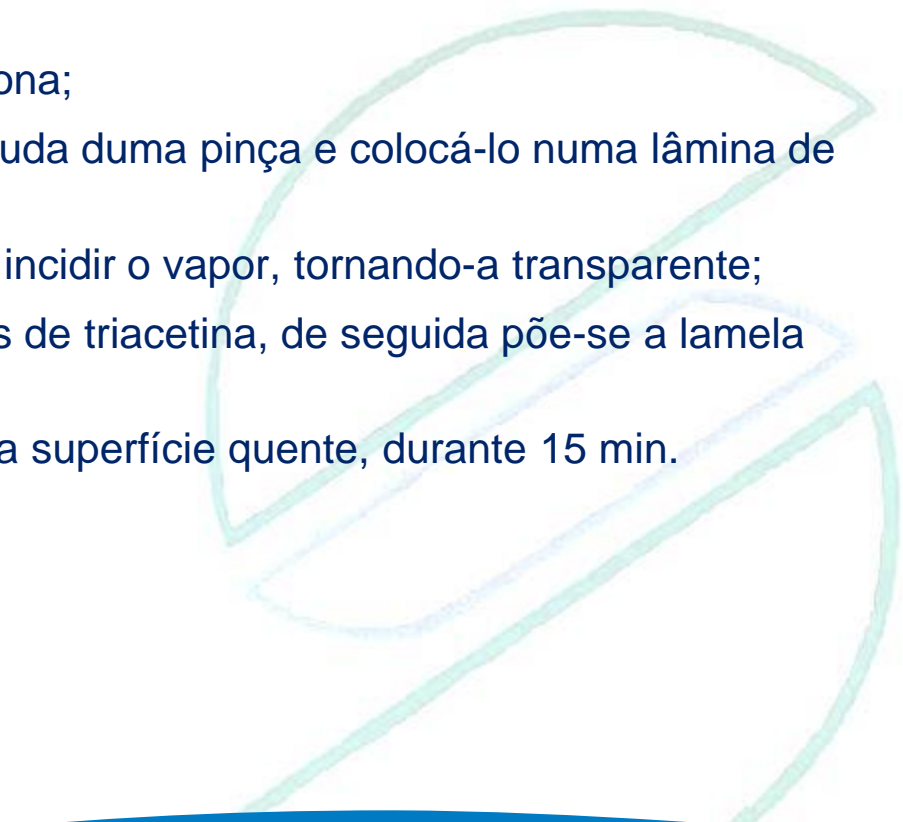 ona;
uda duma pinça e colocá-lo numa lâmina de
incidir o vapor, tornando-a transparente;
s de triacetina, de seguida põe-se a lamela
a superfície quente, durante 15 min.